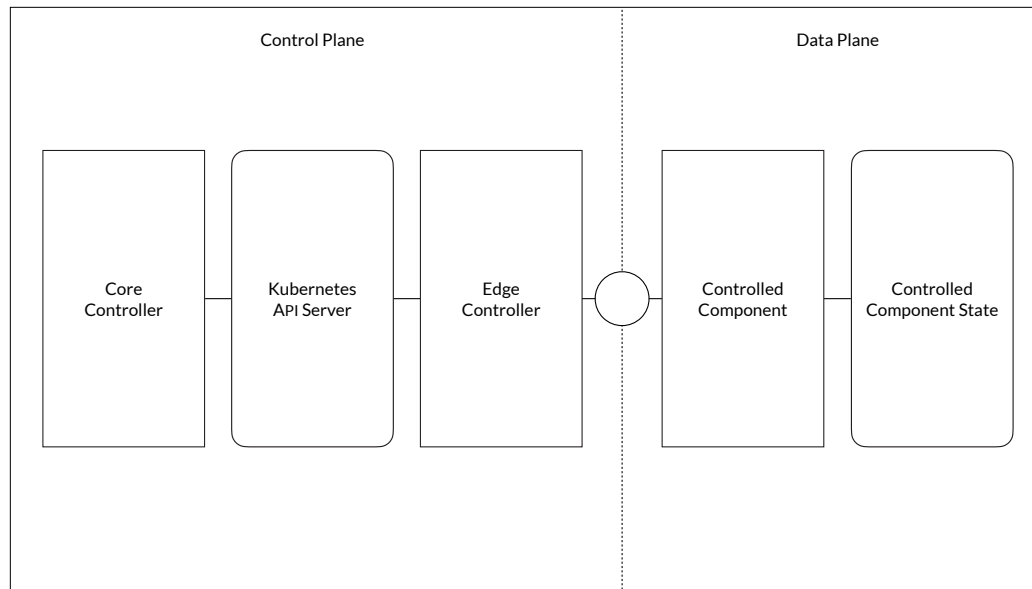 Control Plane
Data Plane
Core
Controller
Kubernetes
API Server
Edge
Controller
Controlled
Component
Controlled
Component State